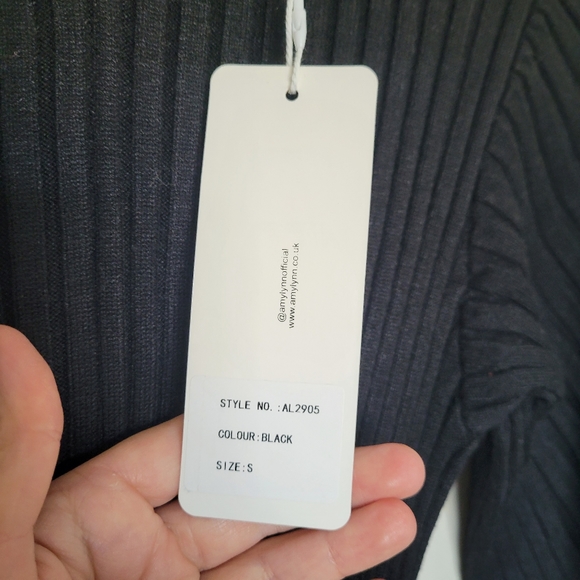 @amylynnofficial
www.amylynn.co.uk
STYLE NO.:AL2905
COLOUR:BLACK
SIZE:S